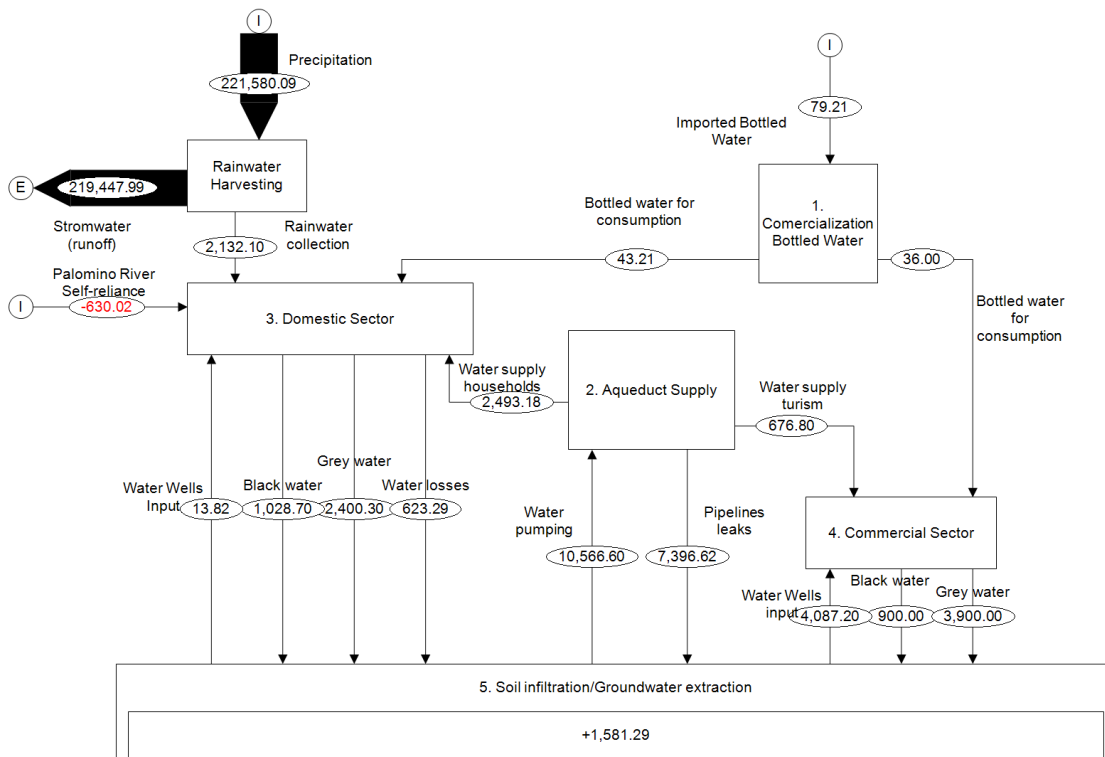 I
Precipitation
221,580.09
I
79.21
Imported Bottled
Water
Rainwater
Harvesting
E
219,447.99
Stromwater
(runoff)
2,132.10
Rainwater
collection
1.
Comercialization
Bottled Water
Bottled water for
consumption
43.21
36.00
Bottled water
for
consumption
Palomino River
Self-reliance
I
-630.02
3. Domestic Sector
Water supply
households
2,493.18
2. Aqueduct Supply
Water supply
turism
676.80
Water Wells
Input
13.82
Black water
1,028.70
Grey water
2,400.30
Water losses
623.29
Water
pumping
10,566.60
Pipelines
leaks
7,396.62
4. Commercial Sector
Water Wells
input
4,087.20
Black water
900.00
Grey water
3,900.00
5. Soil infiltration/Groundwater extraction
+1,581.29